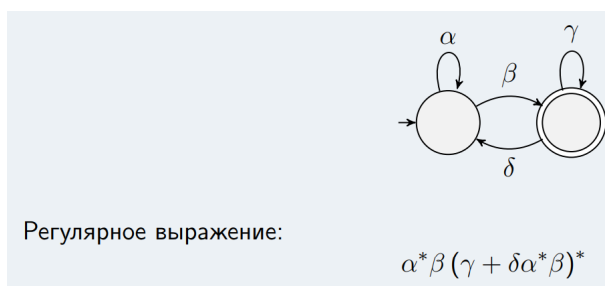 α
γ
β
δ
Регулярное выражение:
α*β (γ + δα*β)*